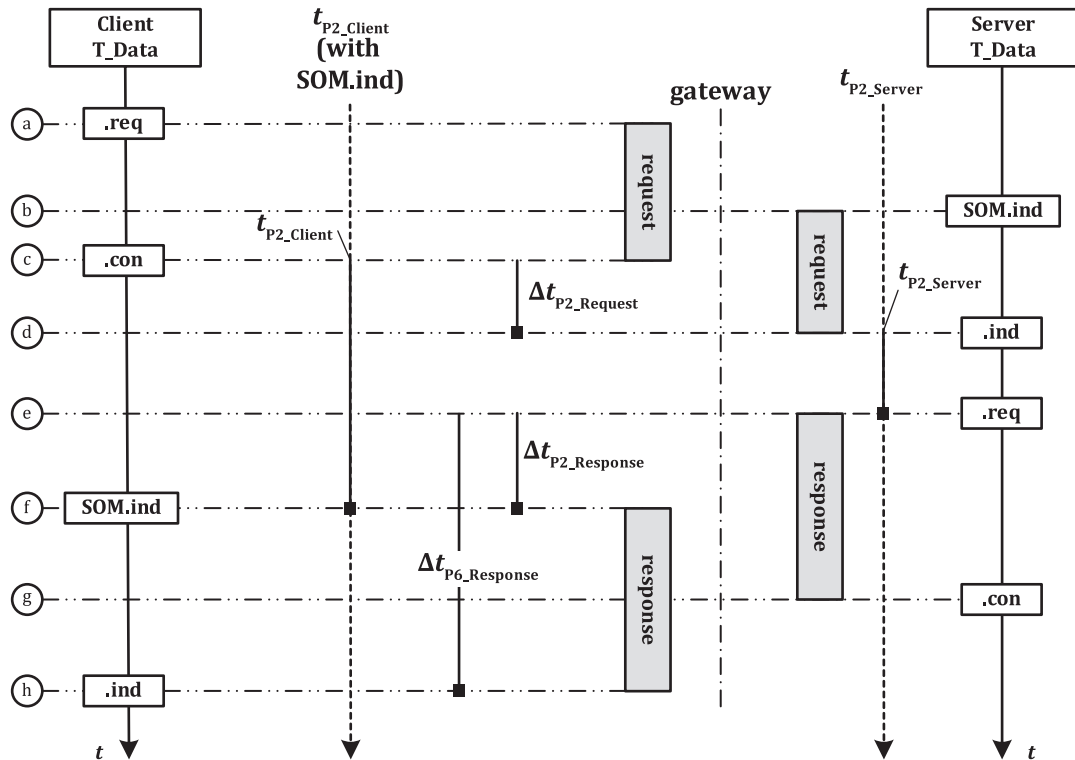 Client
T_Data
tP2_Client
(with
SOM.ind)
gateway
tP2_Server
Server
T_Data
a
.req
request
b
SOM.ind
tP2_Client
request
c
.con
tP2_Server
ΔtP2_Request
d
.ind
e
.req
ΔtP2_Response
response
f
SOM.ind
ΔtP6_Response
response
g
.con
h
.ind
t
t